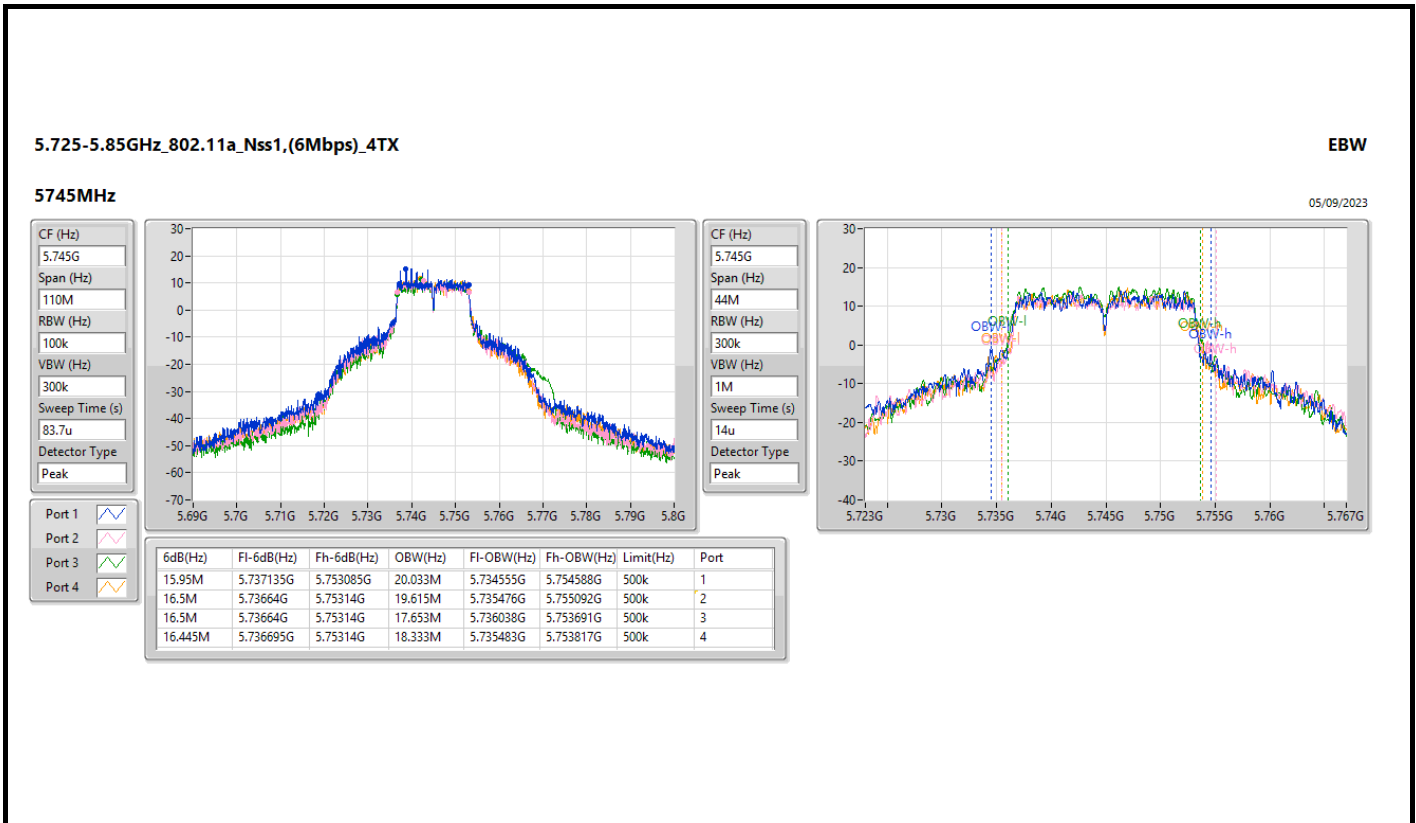 5.725-5.85GHz_802.11a_Nss1,(6Mbps)_4TX
EBW
5745MHz
05/09/2023
CF (Hz)
5.745G
Span (Hz)
110M
RBW (Hz)
100k
VBW (Hz)
300k
Sweep Time (s)
83.7u
Detector Type
Peak
30
20
10
0
-10
-20
-30
-40
-50
-60
-70
5.69G 5.7G 5.71G 5.72G 5.73G 5.74G 5.75G 5.76G 5.77G 5.78G 5.79G 5.8G
CF (Hz)
5.745G
Span (Hz)
44M
RBW (Hz)
300k
VBW (Hz)
1M
Sweep Time (s)
14u
Detector Type
Peak
30
20
10
0
-10
-20
-30
-40
OBW-l
OBW-l
OBW-l
OBW-h
OBW-h
OBW-h
5.723G 5.73G 5.735G 5.74G 5.745G 5.75G 5.755G 5.76G 5.767G
Port 1
Port 2
Port 3
Port 4
6dB(Hz) Fl-6dB(Hz) Fh-6dB(Hz) OBW(Hz) Fl-OBW(Hz) Fh-OBW(Hz) Limit(Hz) Port
15.95M 5.737135G 5.753085G 20.033M 5.734555G 5.754588G 500k 1
16.5M 5.73664G 5.75314G 19.615M 5.735476G 5.755092G 500k 2
16.5M 5.73664G 5.75314G 17.653M 5.736038G 5.753691G 500k 3
16.445M 5.736695G 5.75314G 18.333M 5.735483G 5.753817G 500k 4